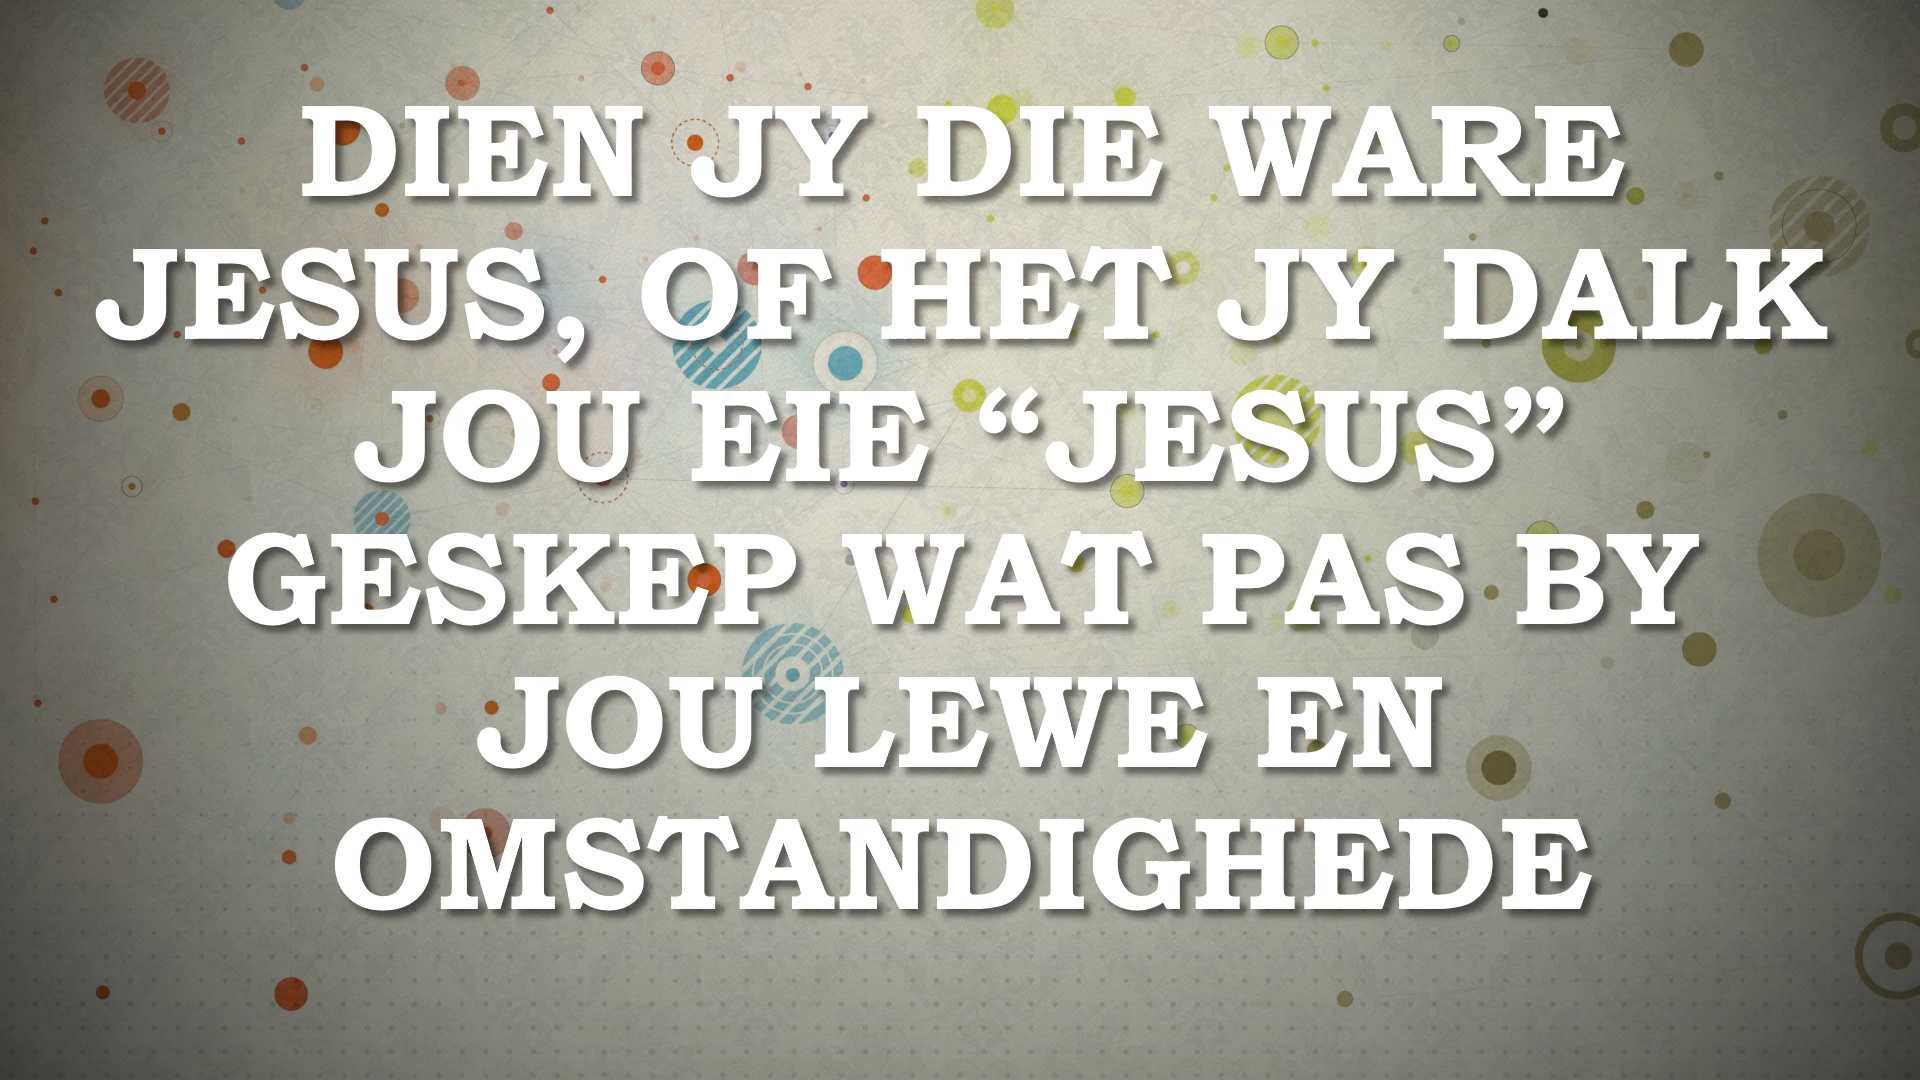 DIEN JY DIE WARE
JESUS, OF HET JY DALK
JOU EIE “JESUS”
GESKEP WAT PAS BY
JOU LEWE EN
OMSTANDIGHEDE